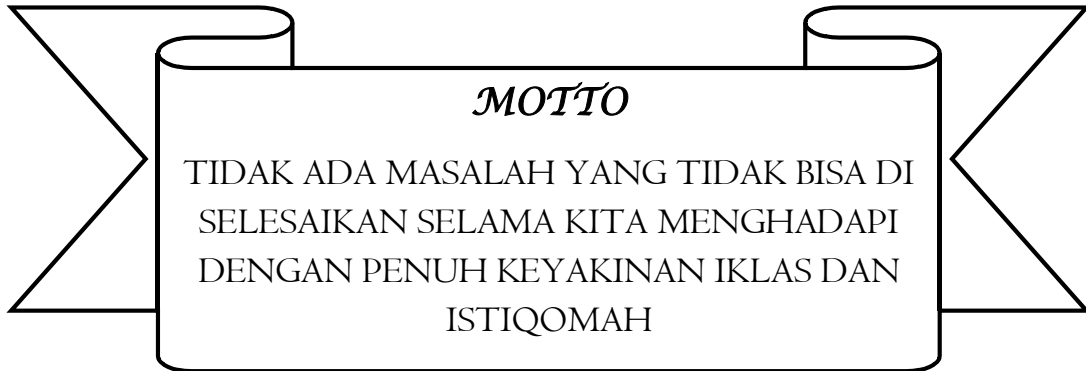 MOTTO
TIDAK ADA MASALAH YANG TIDAK BISA DI
SELESAIKAN SELAMA KITA MENGHADAPI
DENGAN PENUH KEYAKINAN IKLAS DAN
ISTIQOMAH